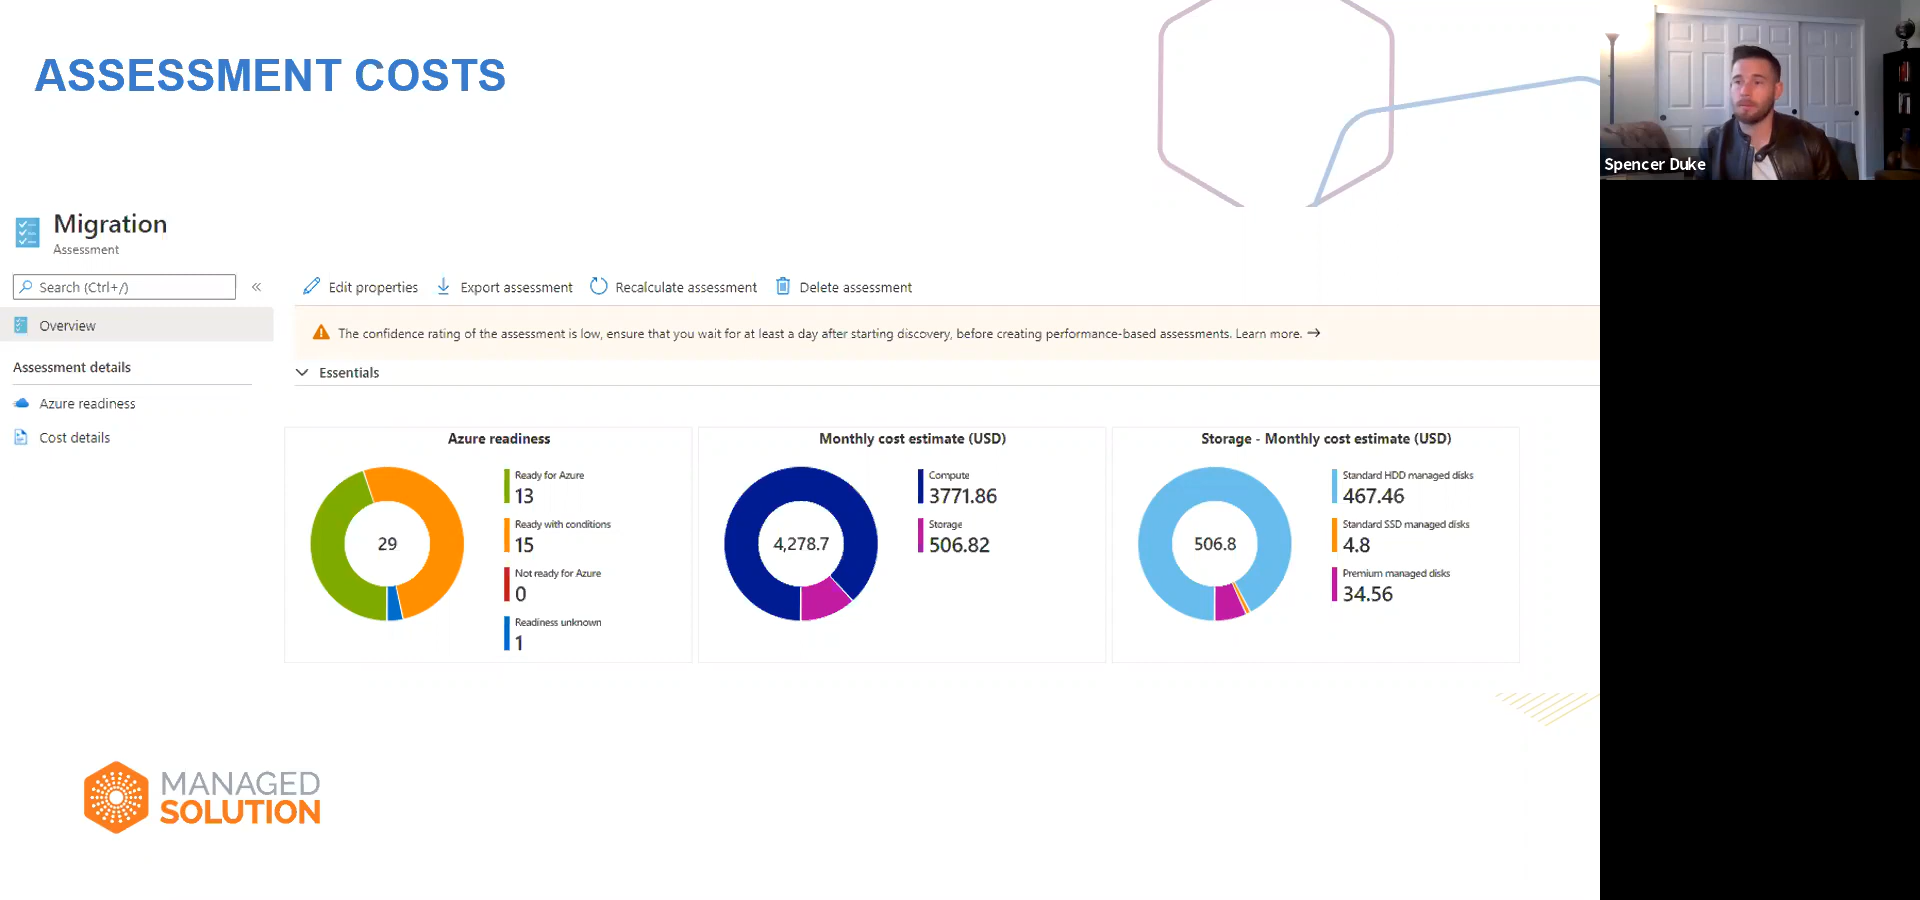 ASSESSMENT COSTS
Spencer Duke
Migration
Assessment
Search (Ctrl+/)
«
Edit properties
Export assessment
Recalculate assessment
Delete assessment
Overview
The confidence rating of the assessment is low, ensure that you wait for at least a day after starting discovery, before creating performance-based assessments. Learn more. →
Assessment details
Essentials
Azure readiness
Cost details
Azure readiness
29
Ready for Azure
13
Ready with conditions
15
Not ready for Azure
0
Readiness unknown
1
Monthly cost estimate (USD)
4,278.7
Compute
3771.86
Storage
506.82
Storage - Monthly cost estimate (USD)
506.8
Standard HDD managed disks
467.46
Standard SSD managed disks
4.8
Premium managed disks
34.56
MANAGED
SOLUTION